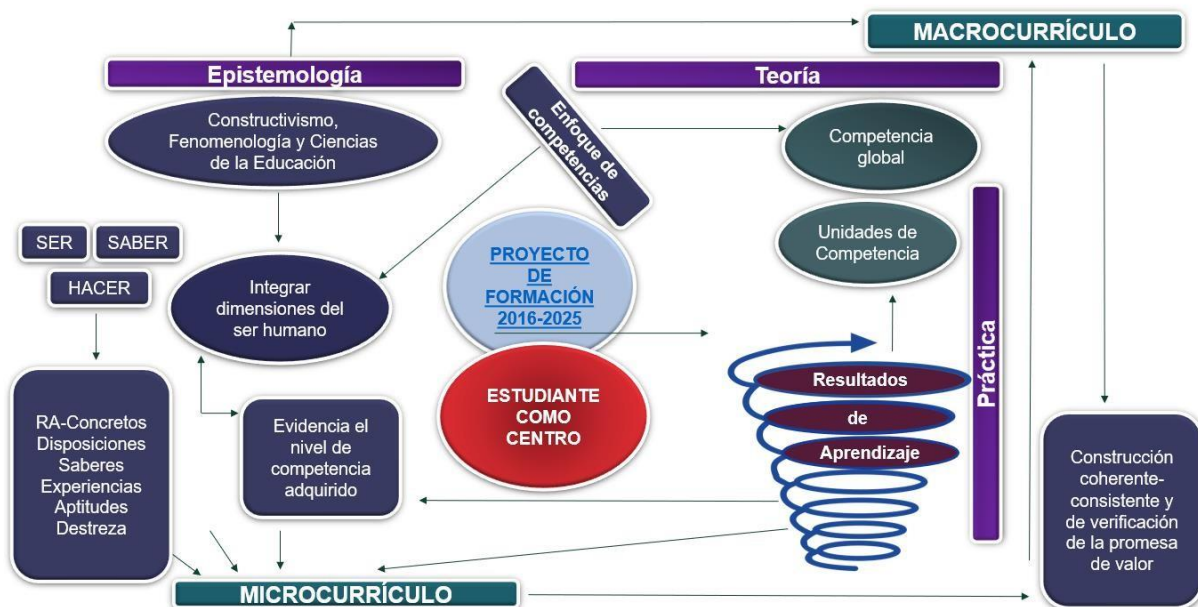 MACROCURRÍCULO
Epistemología
Teoría
Constructivismo,
Fenomenología y Ciencias
de la Educación
Enfoque de
competencias
Competencia
global
Unidades de
Competencia
SER
SABER
HACER
Integrar
dimensiones del
ser humano
PROYECTO
DE
FORMACIÓN
2016-2025
ESTUDIANTE
COMO
CENTRO
Resultados
de
Aprendizaje
Práctica
RA-Concretos
Disposiciones
Saberes
Experiencias
Aptitudes
Destreza
Evidencia el
nivel de
competencia
adquirido
Construcción
coherente-
consistente y
de verificación
de la promesa
de valor
MICROCURRÍCULO